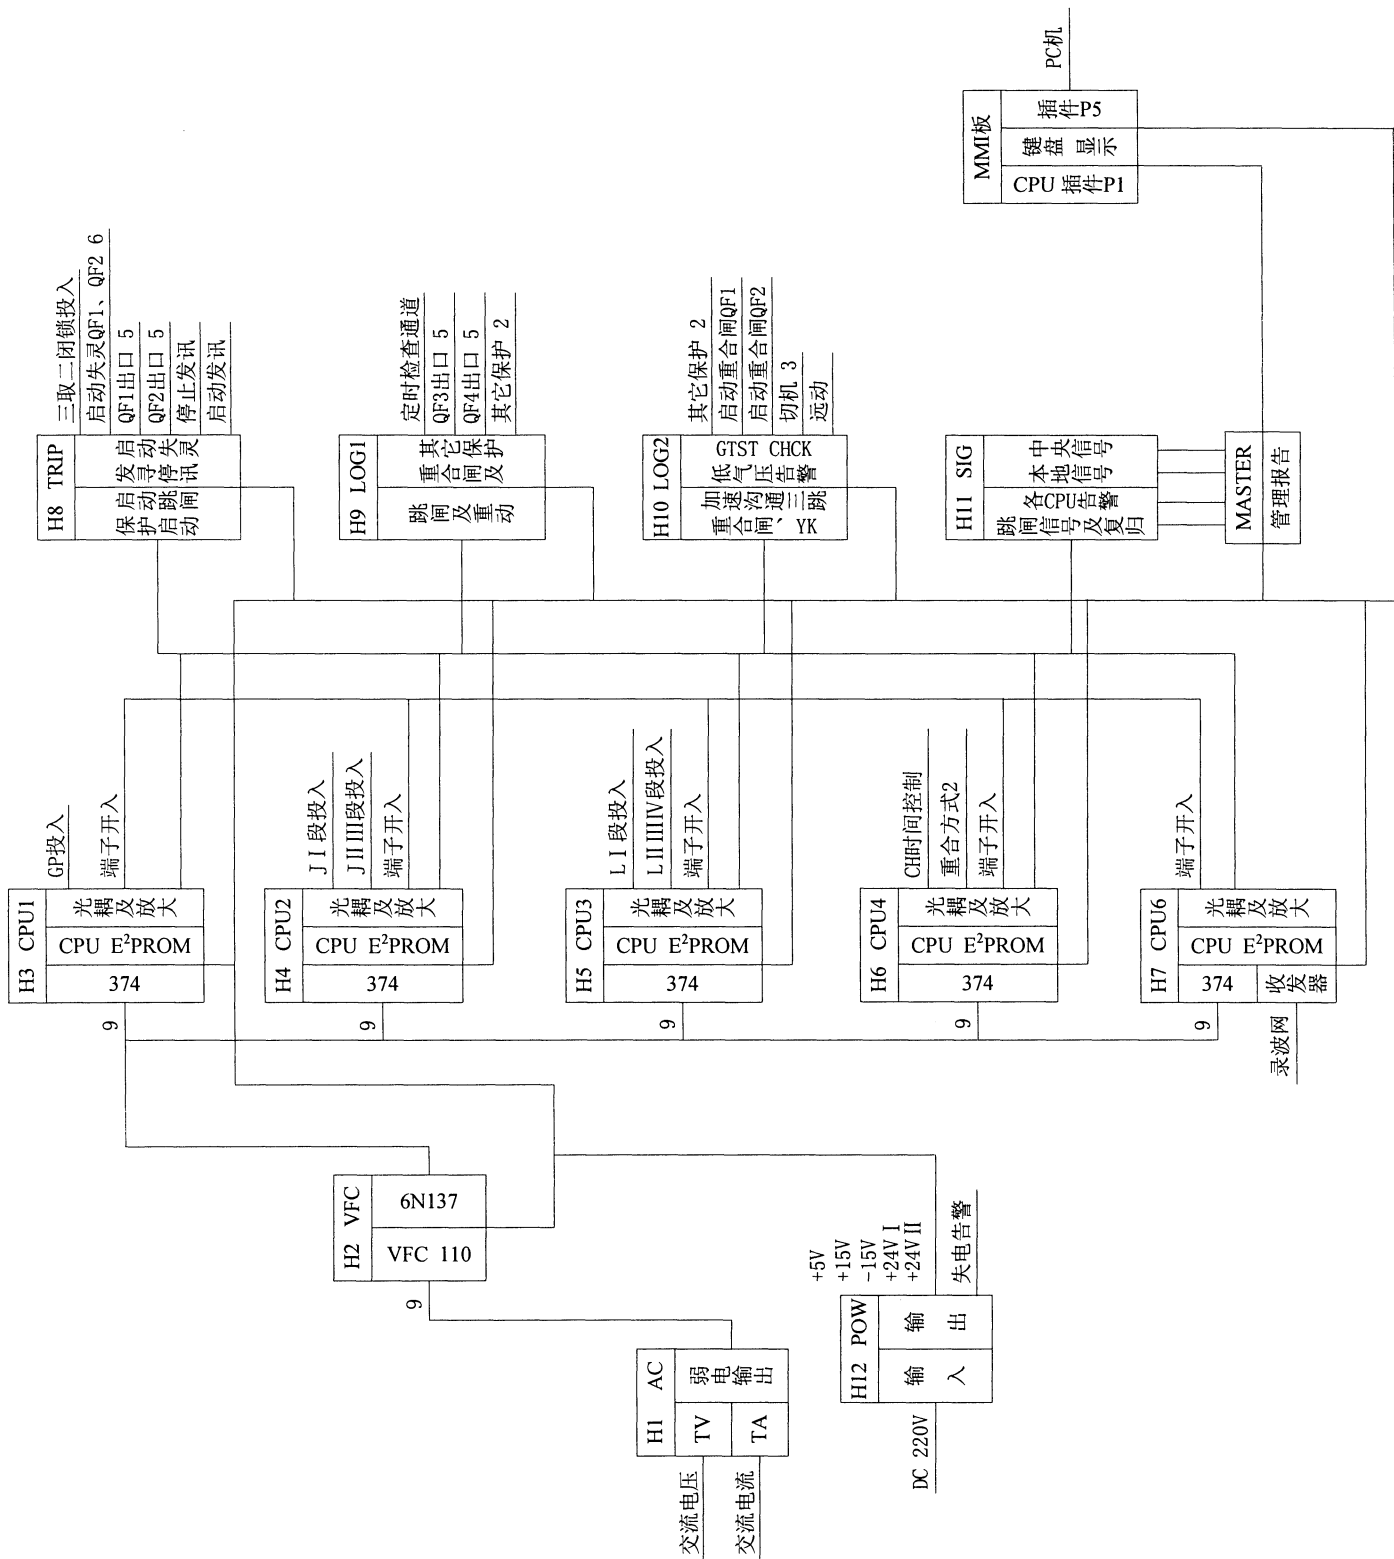 交流电压
交流电流
H1 AC
TV
TA
弱电输出
9
H2 VFC
VFC 110
6N137
DC 220V
H12 POW
输入
输出
+5V
+15V
-15V
+24V I
+24V II
失电告警
H3 CPU1
374
CPU E²PROM
光耦及放大
9
GP投入
端子开入
H4 CPU2
374
CPU E²PROM
光耦及放大
9
J I 段投入
J II III段投入
端子开入
H5 CPU3
374
CPU E²PROM
光耦及放大
9
L I 段投入
LII III IV段投入
端子开入
H6 CPU4
374
CPU E²PROM
光耦及放大
9
CH时间控制
重合方式2
端子开入
H7 CPU6
374
收发器
CPU E²PROM
光耦及放大
9
录波网
端子开入
H8 TRIP
保护启动
启动跳闸
发寻停讯
启动失灵
三取二闭锁投入
启动失灵QF1、QF2 6
QF1出口 5
QF2出口 5
停止发讯
启动发讯
H9 LOG1
跳闸及重动
重合闸及
其它保护
定时检查通道
QF3出口 5
QF4出口 5
其它保护 2
H10 LOG2
加速沟通三跳
重合闸、YK
GTST CHCK
低气压告警
其它保护 2
启动重合闸QF1
启动重合闸QF2
切机 3
远动
H11 SIG
各CPU告警
跳闸信号及复归
中央信号
本地信号
MASTER
管理报告
MMI板
CPU 插件P1
键盘 显示
插件P5
PC机